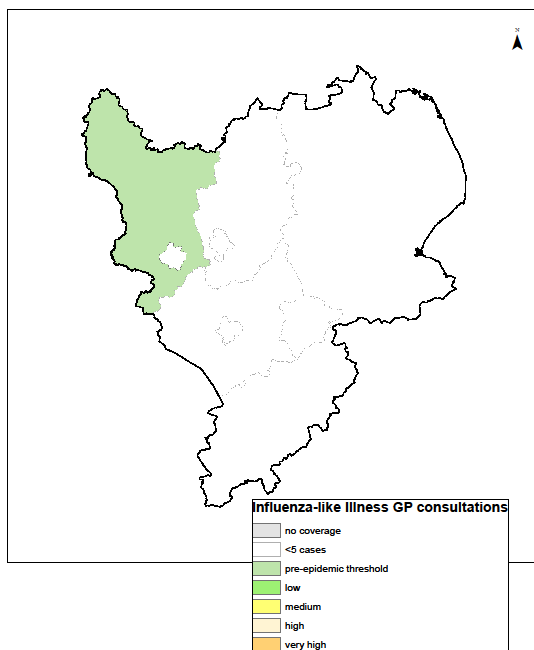 Influenza-like Illness GP consultations
no coverage
<5 cases
pre-epidemic threshold
low
medium
high
very high